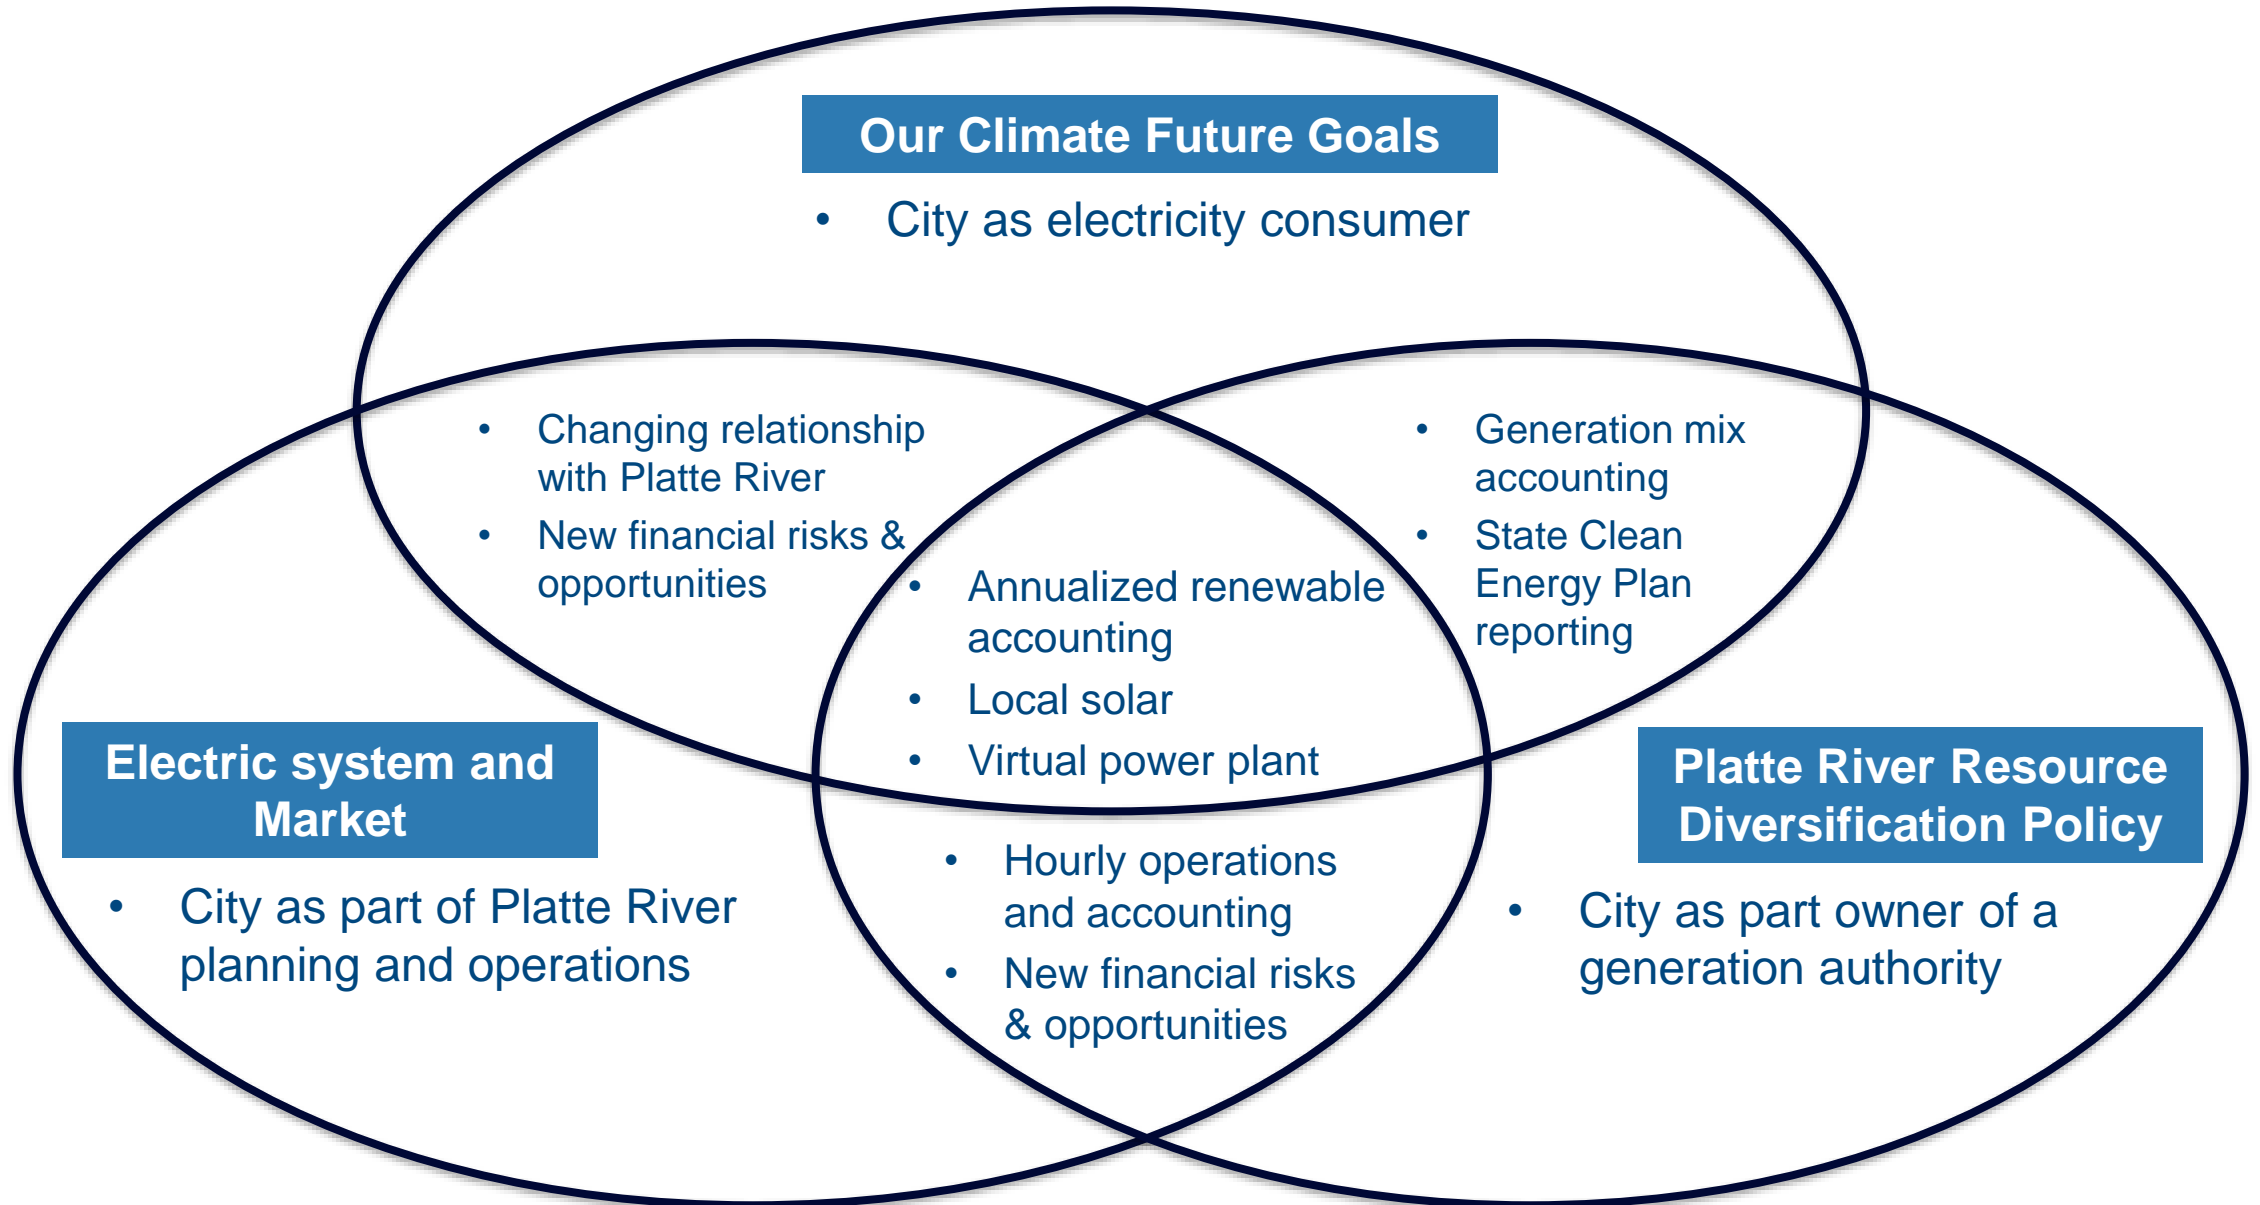 Our Climate Future Goals
• City as electricity consumer
• Changing relationship
with Platte River
• New financial risks &
opportunities
• Generation mix
accounting
• State Clean
Energy Plan
reporting
• Annualized renewable
accounting
• Local solar
• Virtual power plant
Electric system and
Market
• City as part of Platte River
planning and operations
• Hourly operations
and accounting
• New financial risks
& opportunities
Platte River Resource
Diversification Policy
• City as part owner of a
generation authority